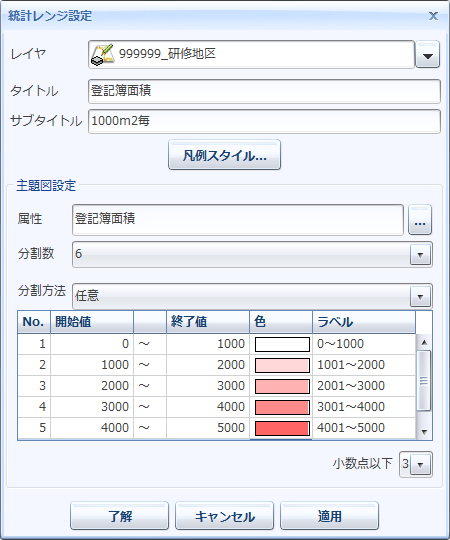 統計レンジ設定
レイヤ 999999_研修地区
タイトル 登記簿面積
サブタイトル 1000m2毎
凡例スタイル...
主題図設定
属性 登記簿面積 ...
分割数 6
分割方法 任意
No. 開始値 終了値 色 ラベル
1 0 ～ 1000 0～1000
2 1000 ～ 2000 1001～2000
3 2000 ～ 3000 2001～3000
4 3000 ～ 4000 3001～4000
5 4000 ～ 5000 4001～5000
小数点以下 3
了解 キャンセル 適用